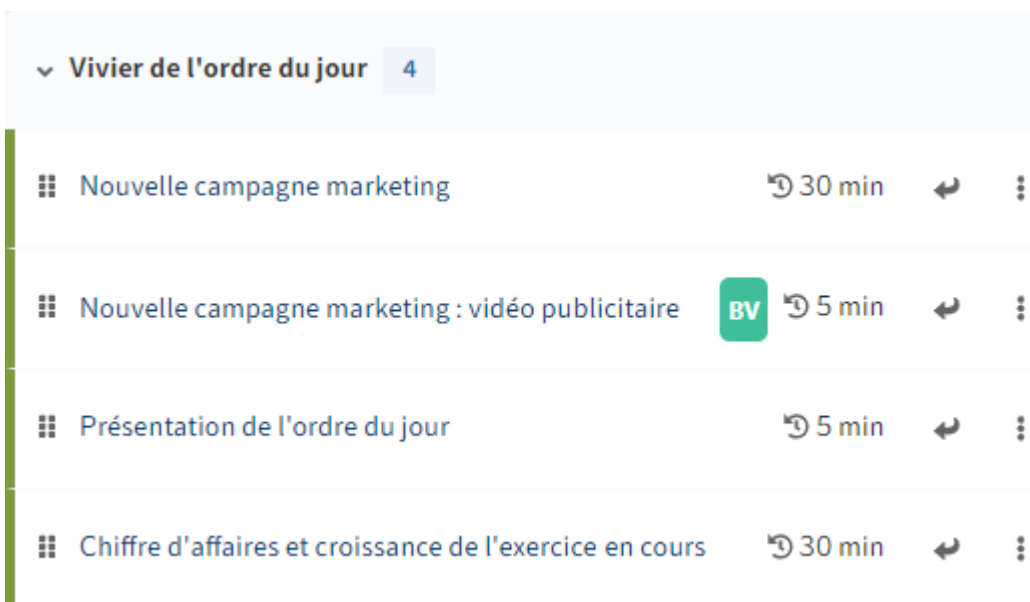 Vivier de l'ordre du jour 4
Nouvelle campagne marketing 30 min
Nouvelle campagne marketing : vidéo publicitaire BV 5 min
Présentation de l'ordre du jour 5 min
Chiffre d'affaires et croissance de l'exercice en cours 30 min